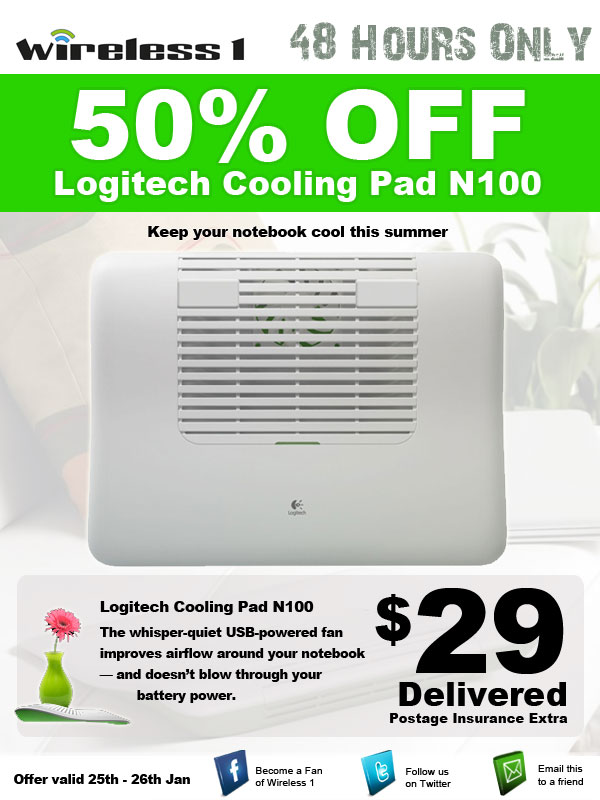 wireless 1
48 Hours Only
50% OFF
Logitech Cooling Pad N100
Keep your notebook cool this summer
Logitech
Logitech Cooling Pad N100
The whisper-quiet USB-powered fan
improves airflow around your notebook
— and doesn't blow through your
battery power.
$29
Delivered
Postage Insurance Extra
Offer valid 25th - 26th Jan
Become a Fan
of Wireless 1
Follow us
on Twitter
Email this
to a friend